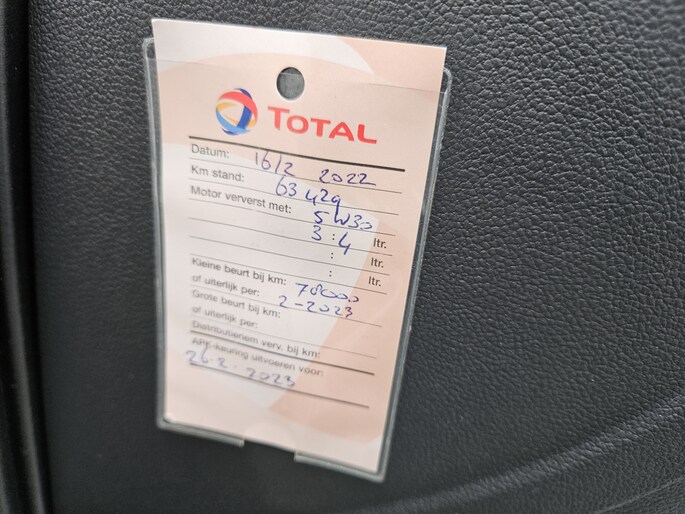 TOTAL
Datum: 16/2 2022
Km stand: 63429
Motor ververst met: 5W30
3:4 ltr.
: ltr.
: ltr.
Kleine beurt bij km: 78000
of uiterlijk per: 2-2023
Grote beurt bij km:
of uiterlijk per:
Distributieriem verv. bij km:
APK-keuring uitvoeren voor:
26-2-2023